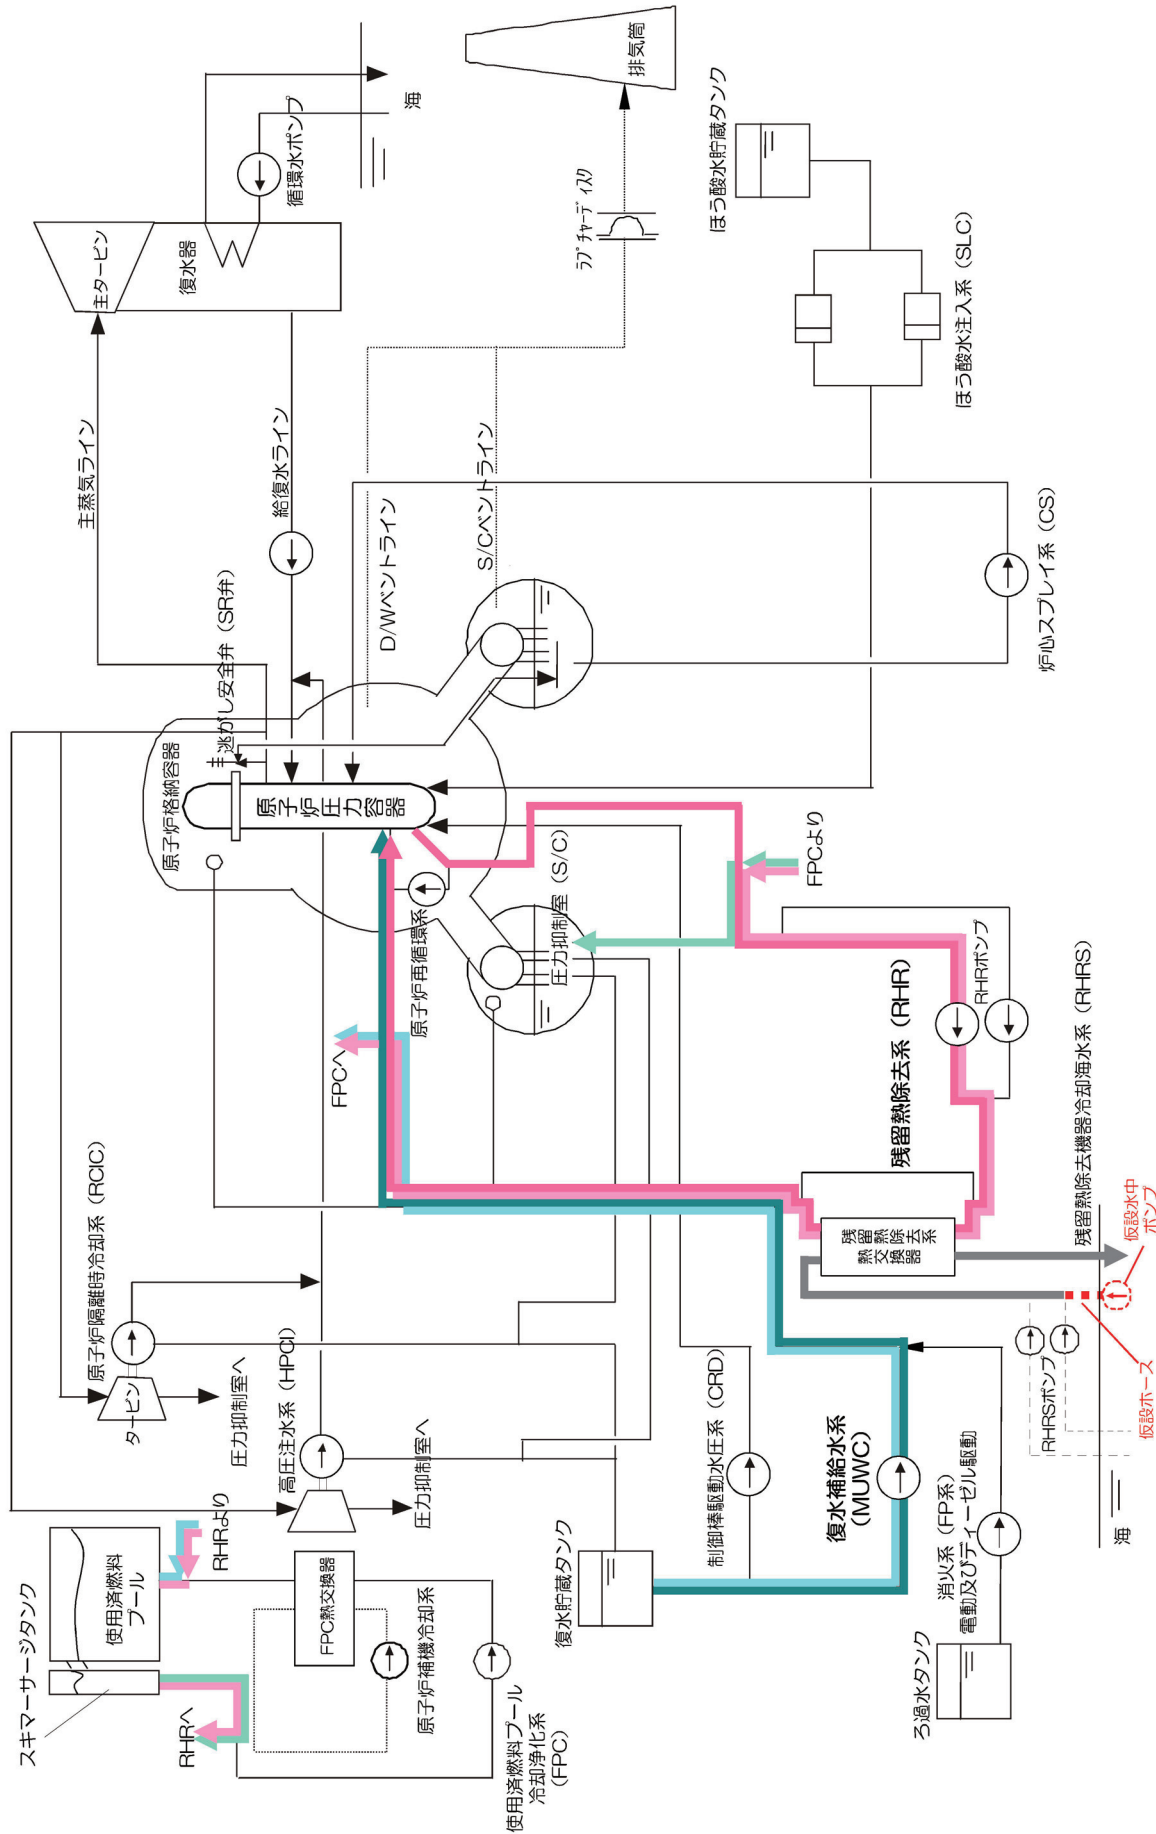 スキマーサージタンク
使用済燃料
プール
RHRより
RHRへ
FPC熱交換器
原子炉補機冷却系
使用済燃料プール
冷却浄化系
(FPC)
原子炉隔離時冷却系(RCIC)
タービン
圧力抑制室へ
高圧注水系(HPCI)
圧力抑制室へ
復水貯蔵タンク
制御棒駆動水圧系(CRD)
復水補給水系
(MUWC)
ろ過水タンク
消火系(FP系)
電動及びディーゼル駆動
原子炉格納容器
逃がし安全弁(SR弁)
原子炉圧力容器
原子炉再循環系
FPCへ
圧力抑制室(S/C)
FPCより
残留熱除去系(RHR)
RHRポンプ
残留熱除去系
熱交換器
残留熱除去機器冷却海水系(RHRS)
RHRSポンプ
仮設水中
ポンプ
仮設ホース
海
主蒸気ライン
給復水ライン
主タービン
復水器
循環水ポンプ
海
D/Wベントライン
S/Cベントライン
ラプチャーディスク
排気筒
ほう酸水貯蔵タンク
ほう酸水注入系(SLC)
炉心スプレイ系(CS)